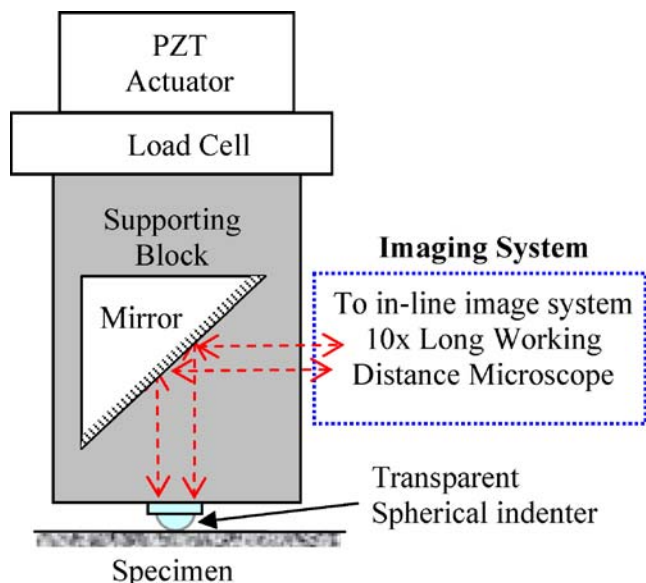 PZT
Actuator
Load Cell
Supporting
Block
Imaging System
Mirror
To in-line image system
10x Long Working
Distance Microscope
Transparent
Spherical indenter
Specimen